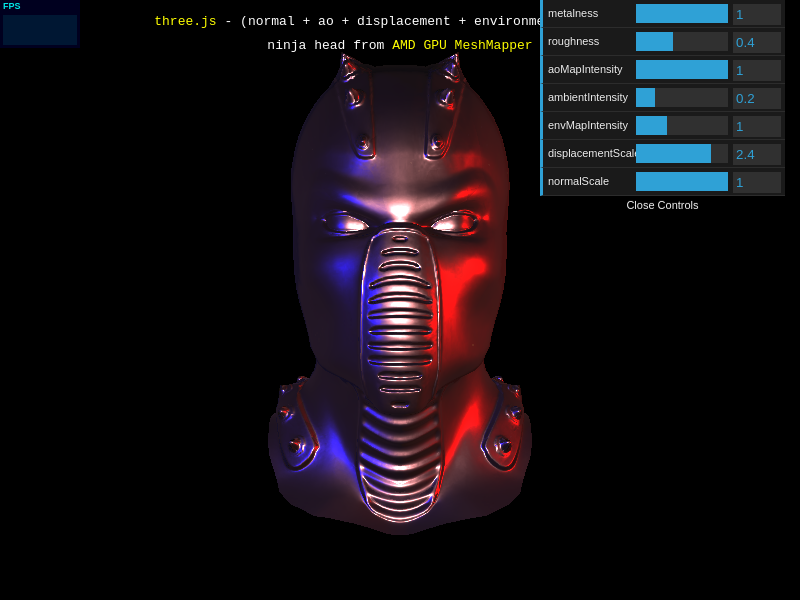 FPS
three.js - (normal + ao + displacement + environme
ninja head from AMD GPU MeshMapper
metalness 1
roughness 0.4
aoMapIntensity 1
ambientIntensity 0.2
envMapIntensity 1
displacementScale 2.4
normalScale 1
Close Controls